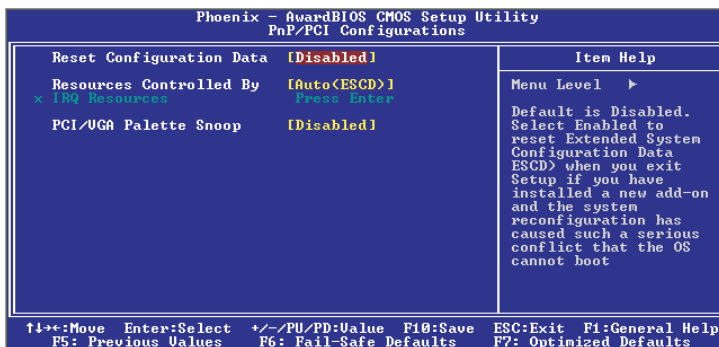 Phoenix - AwardBIOS CMOS Setup Utility
PnP/PCI Configurations
Reset Configuration Data [Disabled]
Resources Controlled By [Auto(ESCD)]
x IRQ Resources Press Enter
PCI/VGA Palette Snoop [Disabled]
Item Help
Menu Level ►
Default is Disabled.
Select Enabled to
reset Extended System
Configuration Data
ESCD) when you exit
Setup if you have
installed a new add-on
and the system
reconfiguration has
caused such a serious
conflict that the OS
cannot boot
↑↓→←:Move Enter:Select +/-/PU/PD:Value F10:Save ESC:Exit F1:General Help
F5: Previous Values F6: Fail-Safe Defaults F7: Optimized Defaults